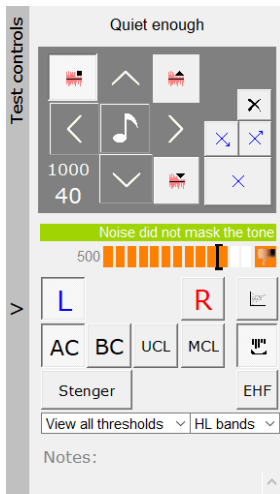 Test controls
Quiet enough
1000
40
Noise did not mask the tone
500
L
R
AC
BC
UCL
MCL
Stenger
EHF
View all thresholds
HL bands
Notes: